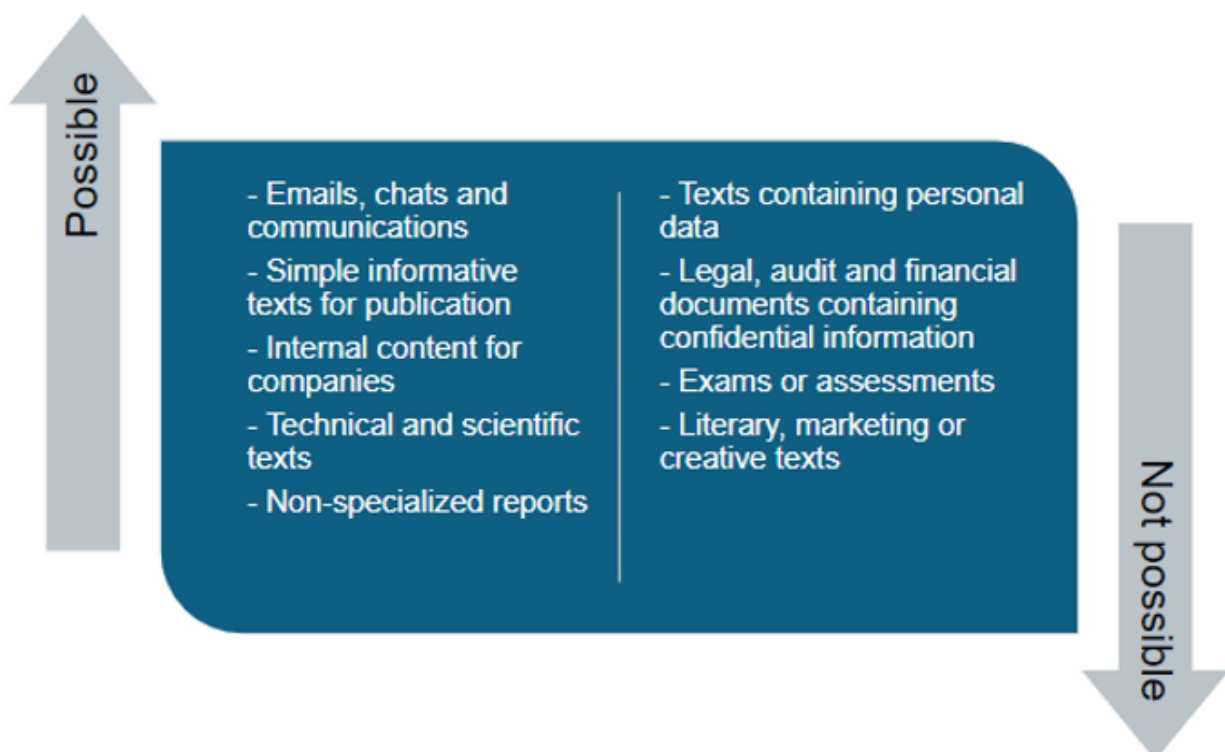 Possible
- Emails, chats and
communications
- Simple informative
texts for publication
- Internal content for
companies
- Technical and scientific
texts
- Non-specialized reports
- Texts containing personal
data
- Legal, audit and financial
documents containing
confidential information
- Exams or assessments
- Literary, marketing or
creative texts
Not possible